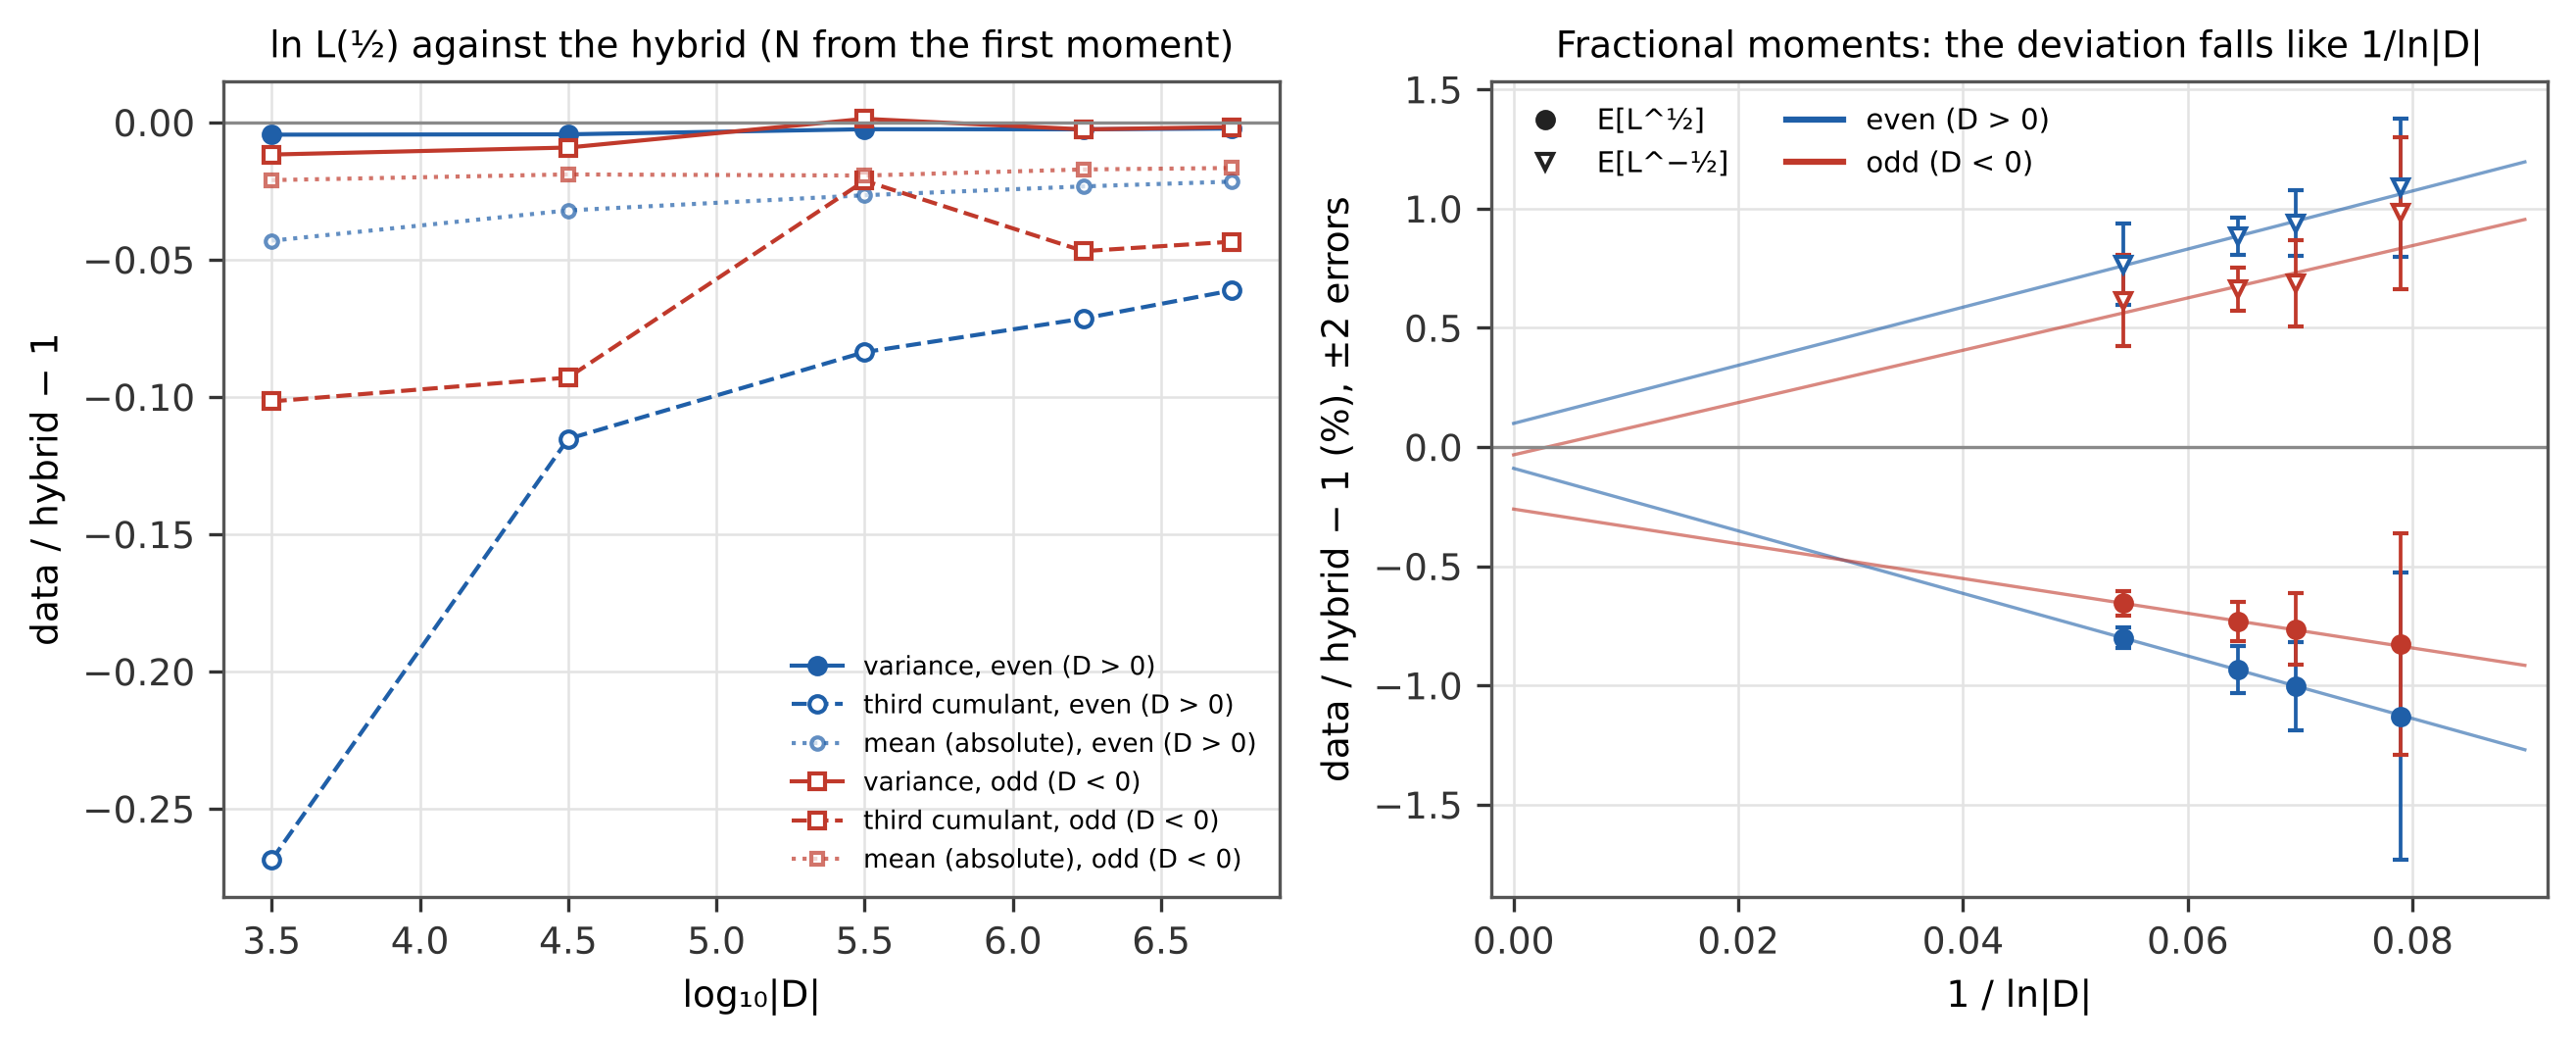 ln L(½) against the hybrid (N from the first moment)
data / hybrid − 1
0.00
−0.05
−0.10
−0.15
−0.20
−0.25
variance, even (D > 0)
third cumulant, even (D > 0)
mean (absolute), even (D > 0)
variance, odd (D < 0)
third cumulant, odd (D < 0)
mean (absolute), odd (D < 0)
3.5 4.0 4.5 5.0 5.5 6.0 6.5
log₁₀|D|
Fractional moments: the deviation falls like 1/ln|D|
data / hybrid − 1 (%), ±2 errors
1.5
1.0
0.5
0.0
−0.5
−1.0
−1.5
E[L^½]
E[L^−½]
even (D > 0)
odd (D < 0)
0.00 0.02 0.04 0.06 0.08
1 / ln|D|